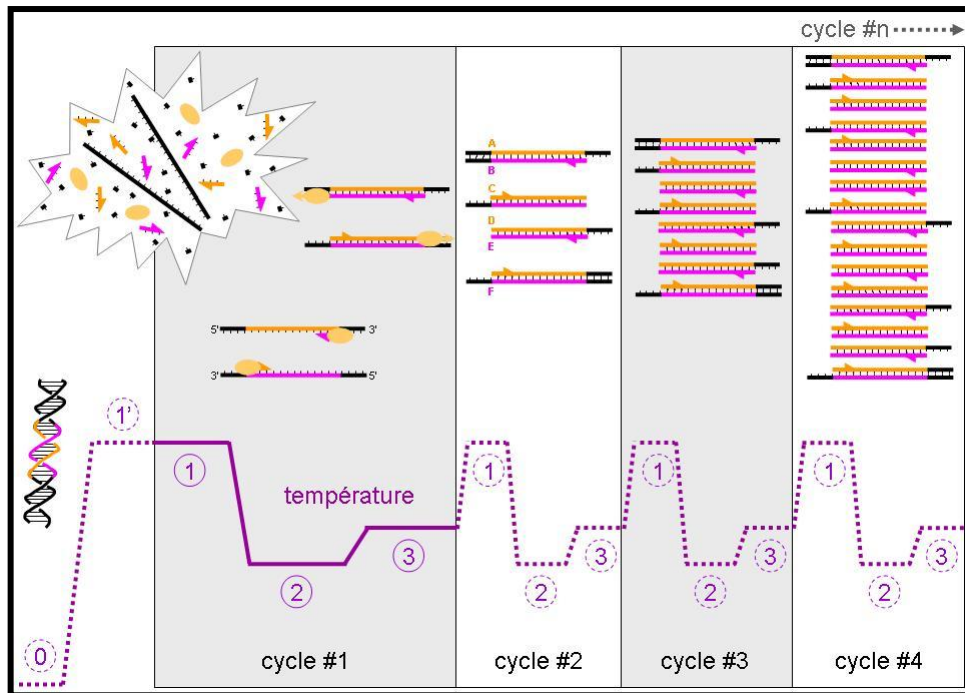 cycle #n
A
B
C
D
E
F
5' 3'
3' 5'
1'
1 1 1 1
température
3 3 3 3
2 2 2 2
0
cycle #1 cycle #2 cycle #3 cycle #4